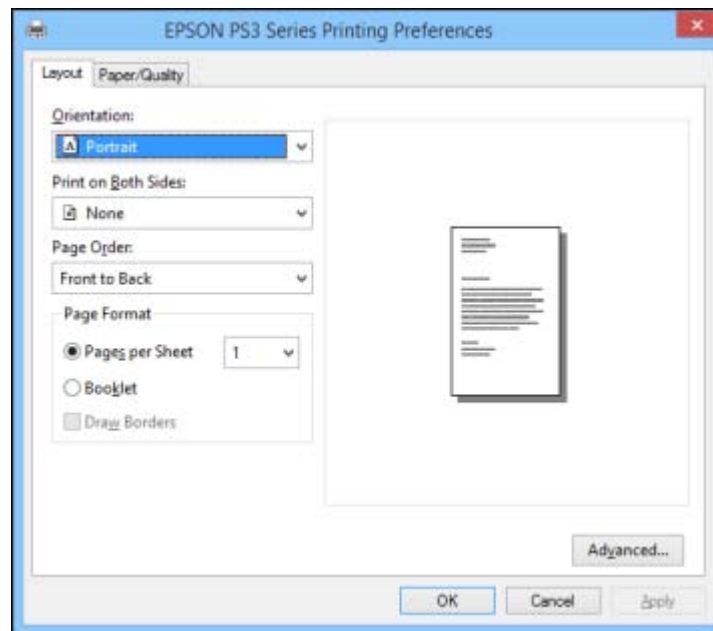 EPSON PS3 Series Printing Preferences
Layout Paper/Quality
Orientation:
Portrait
Print on Both Sides:
None
Page Order:
Front to Back
Page Format
Pages per Sheet 1
Booklet
Draw Borders
Advanced...
OK Cancel Apply